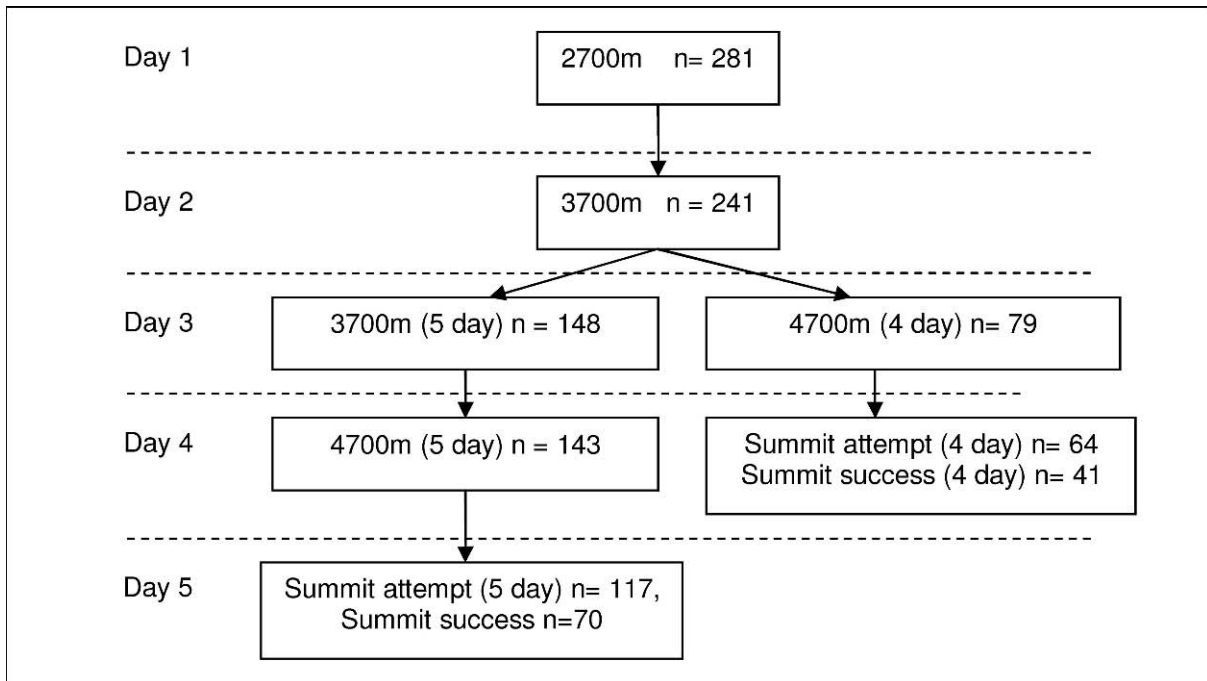 Day 1
2700m n= 281
Day 2
3700m n = 241
Day 3
3700m (5 day) n = 148
4700m (4 day) n= 79
Day 4
4700m (5 day) n = 143
Summit attempt (4 day) n= 64
Summit success (4 day) n= 41
Day 5
Summit attempt (5 day) n= 117,
Summit success n=70